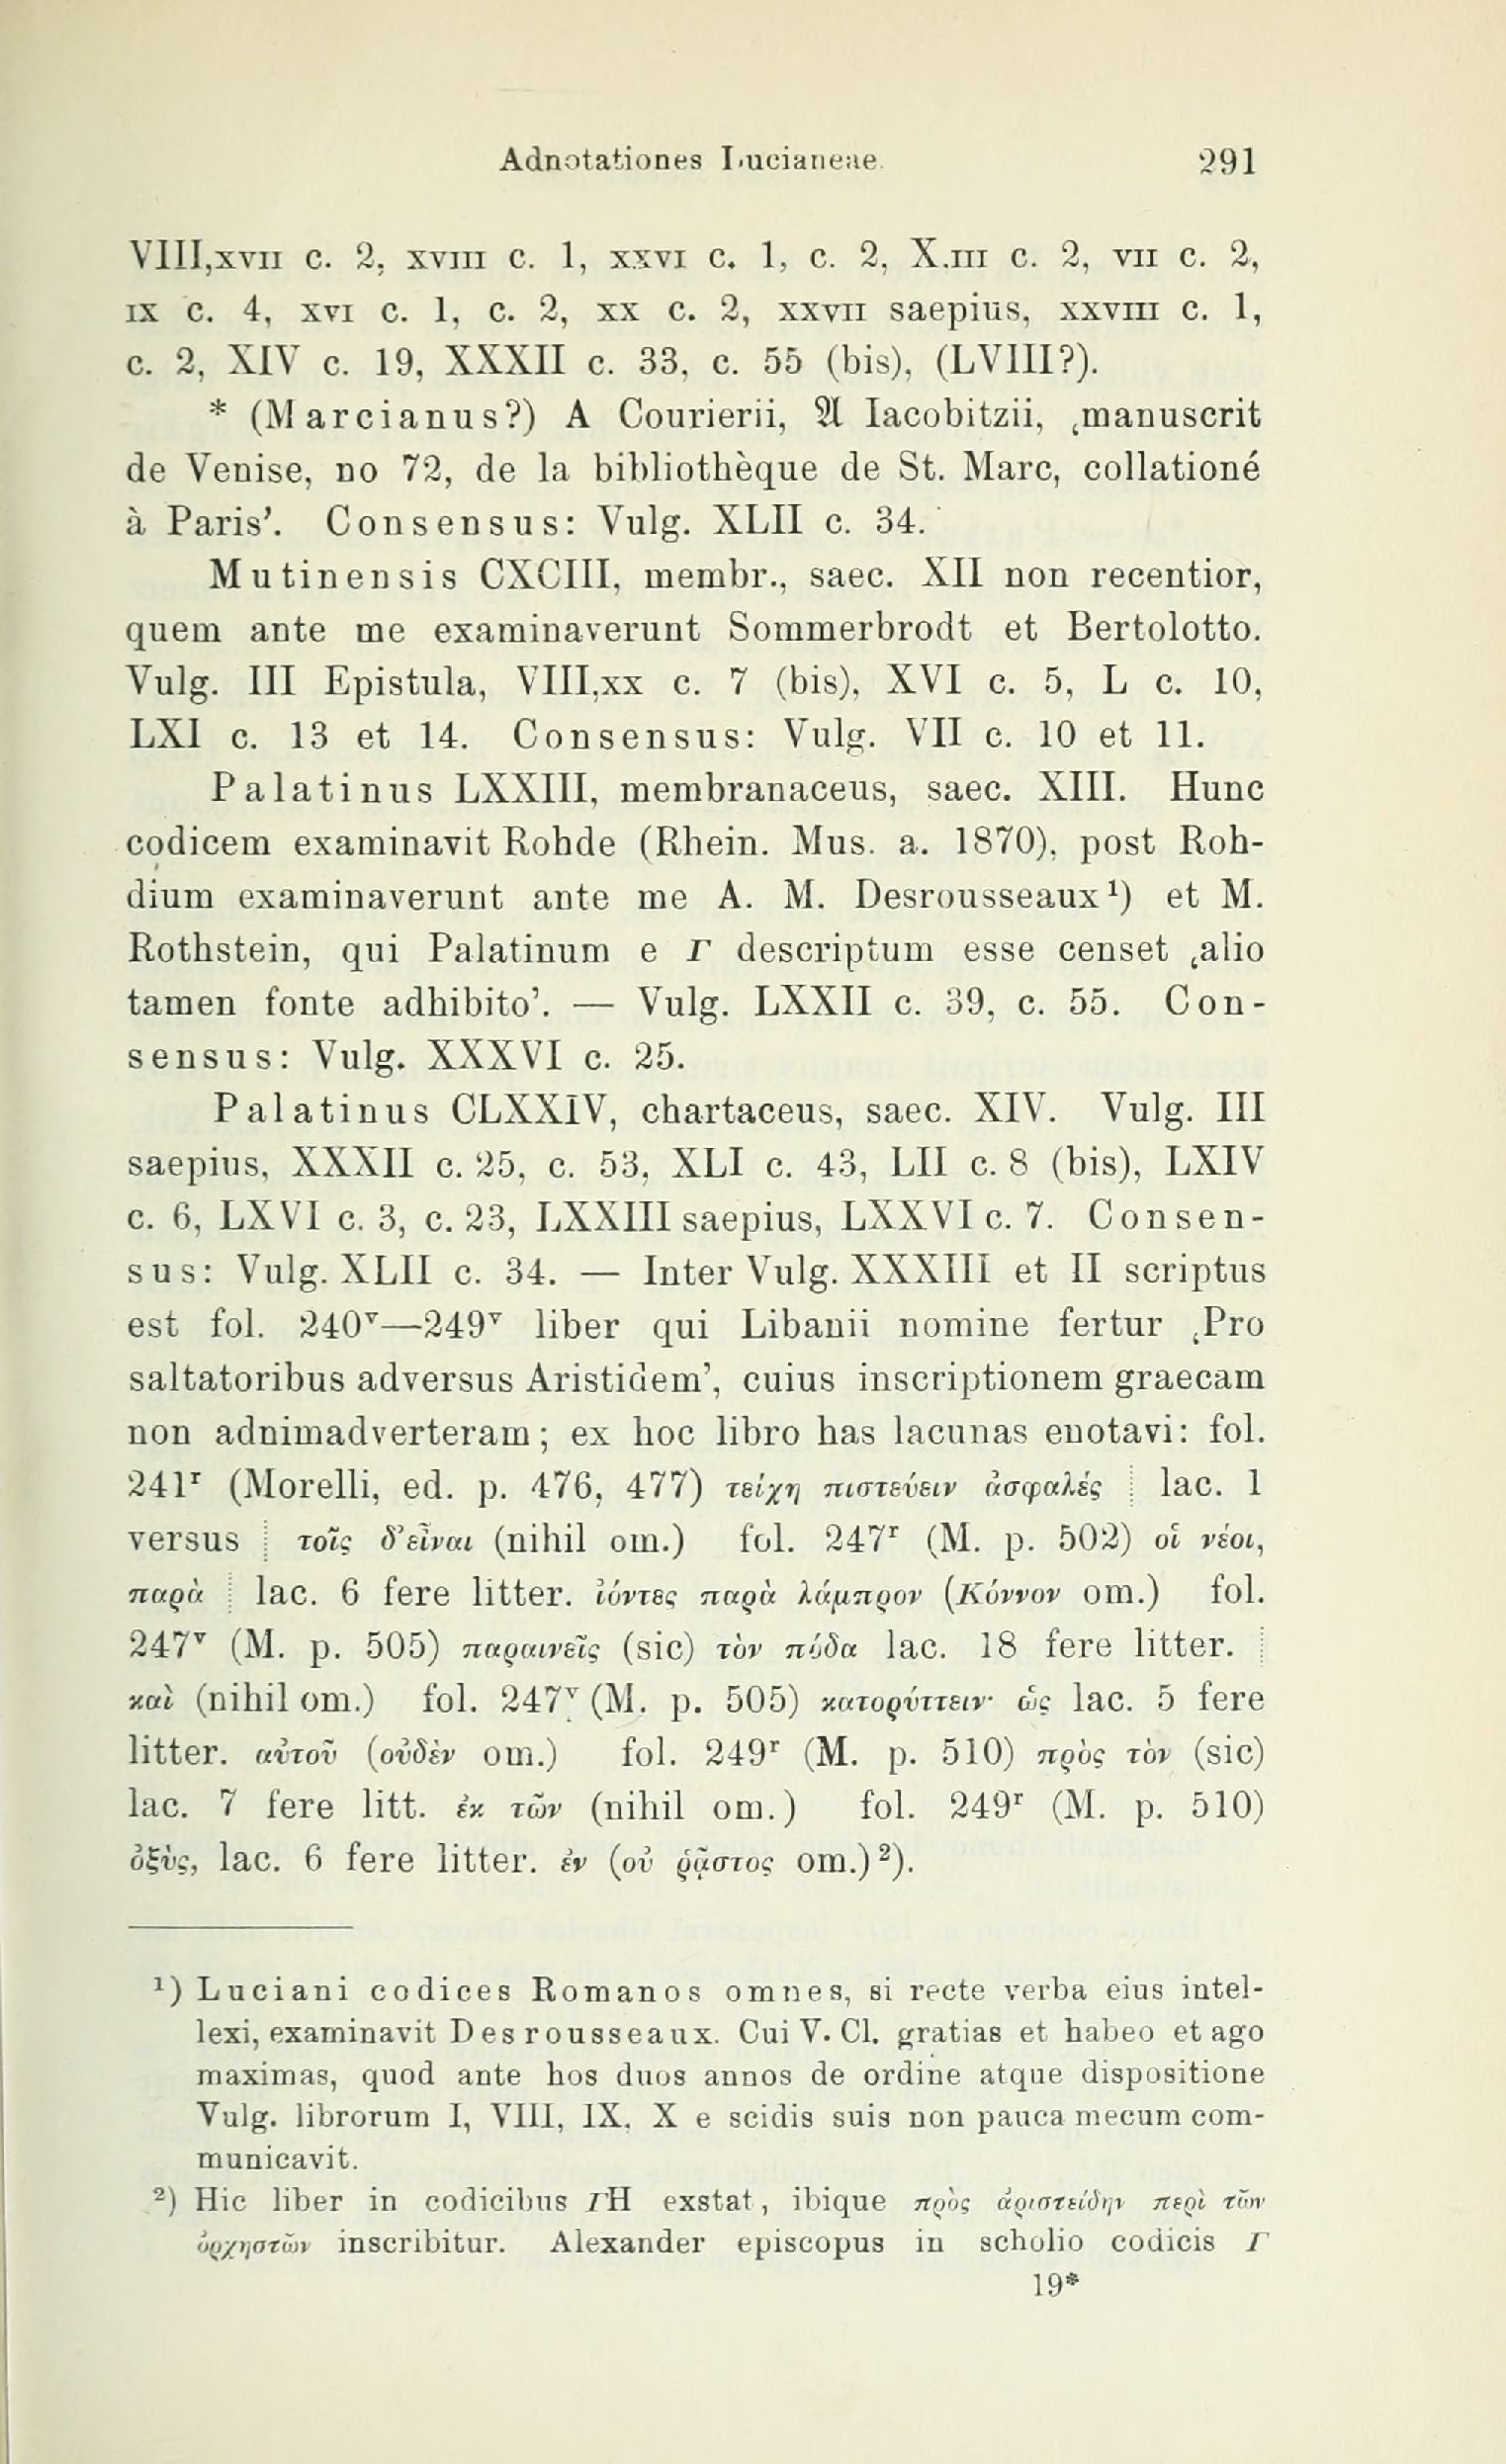 Adnotationes Lucianeae. 291
VIII,xvii c. 2, xviii c. 1, xxvi c. 1, c. 2, X,iii c. 2, vii c. 2,
ix c. 4, xvi c. 1, c. 2, xx c. 2, xxvii saepius, xxviii c. 1,
c. 2, XIV c. 19, XXXII c. 33, c. 55 (bis), (LVIII?).
* (Marcianus?) A Courierii, 𝔄 Iacobitzii, ‚manuscrit
de Venise, no 72, de la bibliothèque de St. Marc, collationé
à Paris’. Consensus: Vulg. XLII c. 34.
Mutinensis CXCIII, membr., saec. XII non recentior,
quem ante me examinaverunt Sommerbrodt et Bertolotto.
Vulg. III Epistula, VIII,xx c. 7 (bis), XVI c. 5, L c. 10,
LXI c. 13 et 14. Consensus: Vulg. VII c. 10 et 11.
Palatinus LXXIII, membranaceus, saec. XIII. Hunc
codicem examinavit Rohde (Rhein. Mus. a. 1870), post Roh-
dium examinaverunt ante me A. M. Desrousseaux¹) et M.
Rothstein, qui Palatinum e Γ descriptum esse censet ‚alio
tamen fonte adhibito’. — Vulg. LXXII c. 39, c. 55. Con-
sensus: Vulg. XXXVI c. 25.
Palatinus CLXXIV, chartaceus, saec. XIV. Vulg. III
saepius, XXXII c. 25, c. 53, XLI c. 43, LII c. 8 (bis), LXIV
c. 6, LXVI c. 3, c. 23, LXXIII saepius, LXXVI c. 7. Consen-
sus: Vulg. XLII c. 34. — Inter Vulg. XXXIII et II scriptus
est fol. 240ᵛ—249ᵛ liber qui Libanii nomine fertur ‚Pro
saltatoribus adversus Aristidem’, cuius inscriptionem graecam
non adnimadverteram; ex hoc libro has lacunas enotavi: fol.
241ʳ (Morelli, ed. p. 476, 477) τείχη πιστεύειν ἀσφαλές ⁞ lac. 1
versus ⁞ τοῖς δ’εἶναι (nihil om.) fol. 247ʳ (M. p. 502) οἱ νέοι,
παρὰ ⁞ lac. 6 fere litter. ἰόντες παρὰ λάμπρον (Κόννον om.) fol.
247ᵛ (M. p. 505) παραινεῖς (sic) τὸν πόδα lac. 18 fere litter. ⁞
καὶ (nihil om.) fol. 247ᵛ (M. p. 505) κατορύττειν· ὡς lac. 5 fere
litter. αὐτοῦ (οὐδὲν om.) fol. 249ʳ (M. p. 510) πρὸς τὸν (sic)
lac. 7 fere litt. ἐκ τῶν (nihil om.) fol. 249ʳ (M. p. 510)
ὀξὺς, lac. 6 fere litter. ἐν (οὐ ῥᾷστος om.)²).
¹) Luciani codices Romanos omnes, si recte verba eius intel-
lexi, examinavit Desrousseaux. Cui V. Cl. gratias et habeo et ago
maximas, quod ante hos duos annos de ordine atque dispositione
Vulg. librorum I, VIII, IX, X e scidis suis non pauca mecum com-
municavit.
²) Hic liber in codicibus ΓH exstat, ibique πρὸς ἀριστείδην περὶ τῶν
ὀρχηστῶν inscribitur. Alexander episcopus in scholio codicis Γ
19*